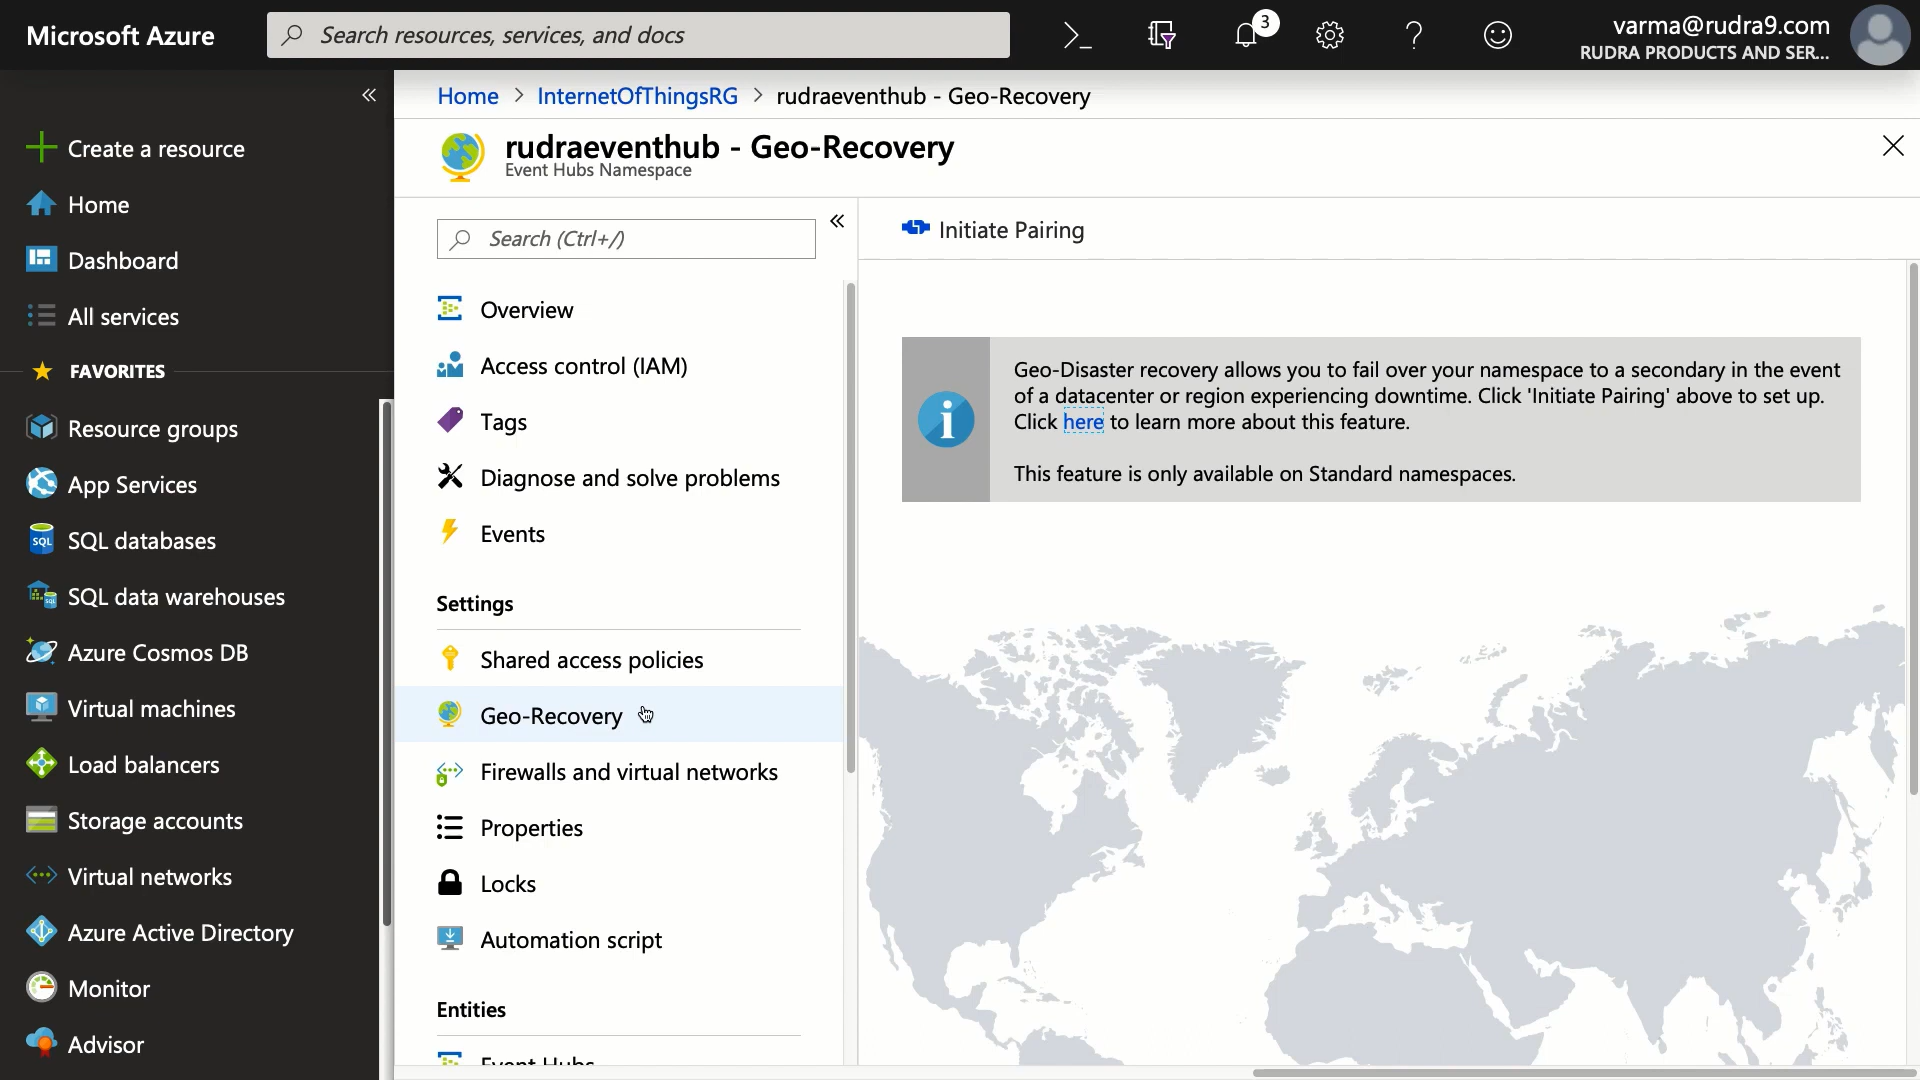 Microsoft Azure
Search resources, services, and docs
3
varma@rudra9.com
RUDRA PRODUCTS AND SER...
Home > InternetOfThingsRG > rudraeventhub - Geo-Recovery
rudraeventhub - Geo-Recovery
Event Hubs Namespace
Create a resource
Home
Dashboard
All services
FAVORITES
Resource groups
App Services
SQL databases
SQL data warehouses
Azure Cosmos DB
Virtual machines
Load balancers
Storage accounts
Virtual networks
Azure Active Directory
Monitor
Advisor
Search (Ctrl+/)
Overview
Access control (IAM)
Tags
Diagnose and solve problems
Events
Settings
Shared access policies
Geo-Recovery
Firewalls and virtual networks
Properties
Locks
Automation script
Entities
Event Hubs
Initiate Pairing
Geo-Disaster recovery allows you to fail over your namespace to a secondary in the event
of a datacenter or region experiencing downtime. Click 'Initiate Pairing' above to set up.
Click here to learn more about this feature.
This feature is only available on Standard namespaces.